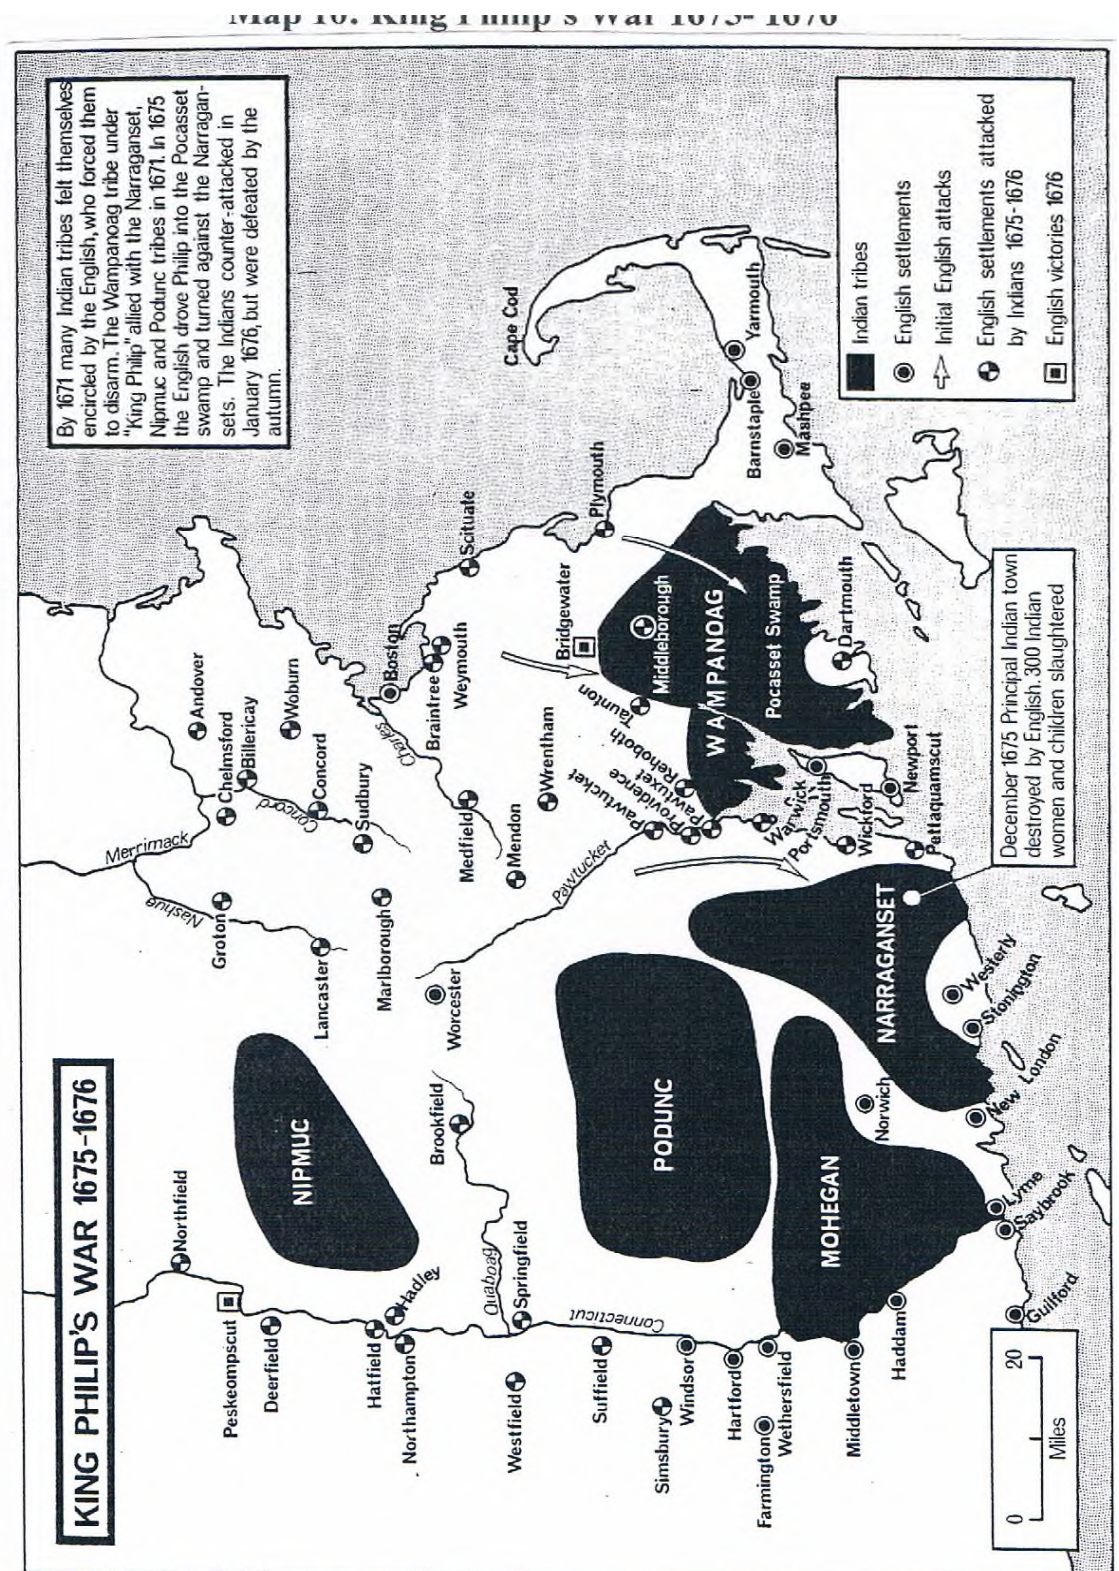 Map 10: King Philip's War 1675-1676
KING PHILIP'S WAR 1675-1676
By 1671 many Indian tribes felt themselves
encircled by the English, who forced them
to disarm. The Wampanoag tribe under
"King Philip' allied with the Narraganset,
Nipmuc and Podunc tribes in 1671. In 1675
the English drove Philip into the Pocasset
swamp and turned against the Narragan-
sets. The Indians counter-attacked in
January 1676, but were defeated by the
autumn.
Northfield
Peskeompscut
Deerfield
Hatfield
Hadley
Northampton
Quaboag
Springfield
Westfield
Connecticut
Suffield
Simsbury
Windsor
Hartford
Farmington
Wethersfield
Middletown
Haddam
Guilford
Saybrook
Lyme
NIPMUC
Brookfield
PODUNC
MOHEGAN
Norwich
New London
Stonington
Westerly
NARRAGANSET
Merrimack
Nashua
Groton
Lancaster
Marlborough
Worcester
Andover
Chelmsford
Billericay
Woburn
Concord
Concord
Sudbury
Charles
Boston
Braintree
Weymouth
Medfield
Mendon
Wrentham
Pawtucket
Pawtucket
Providence
Pawtuxet
Rehoboth
Taunton
Warwick
Portsmouth
Wickford
Newport
Pettaquamscut
Scituate
Plymouth
Bridgewater
Middleborough
WAMPANOAG
Pocasset Swamp
Dartmouth
Cape Cod
Yarmouth
Barnstaple
Mashpee
Indian tribes
English settlements
Initial English attacks
English settlements attacked
by Indians 1675-1676
English victories 1676
December 1675 Principal Indian town
destroyed by English. 300 Indian
women and children slaughtered
0 20
Miles